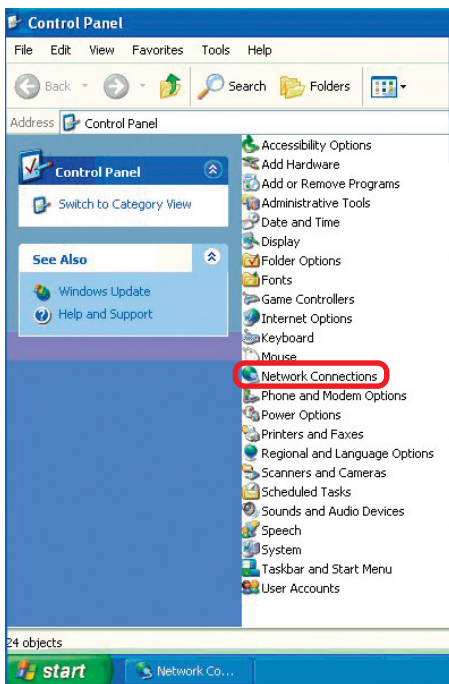 Control Panel
File Edit View Favorites Tools Help
Back Search Folders
Address Control Panel
Control Panel
Switch to Category View
See Also
Windows Update
Help and Support
Accessibility Options
Add Hardware
Add or Remove Programs
Administrative Tools
Date and Time
Display
Folder Options
Fonts
Game Controllers
Internet Options
Keyboard
Mouse
Network Connections
Phone and Modem Options
Power Options
Printers and Faxes
Regional and Language Options
Scanners and Cameras
Scheduled Tasks
Sounds and Audio Devices
Speech
System
Taskbar and Start Menu
User Accounts
24 objects
start Network Co...